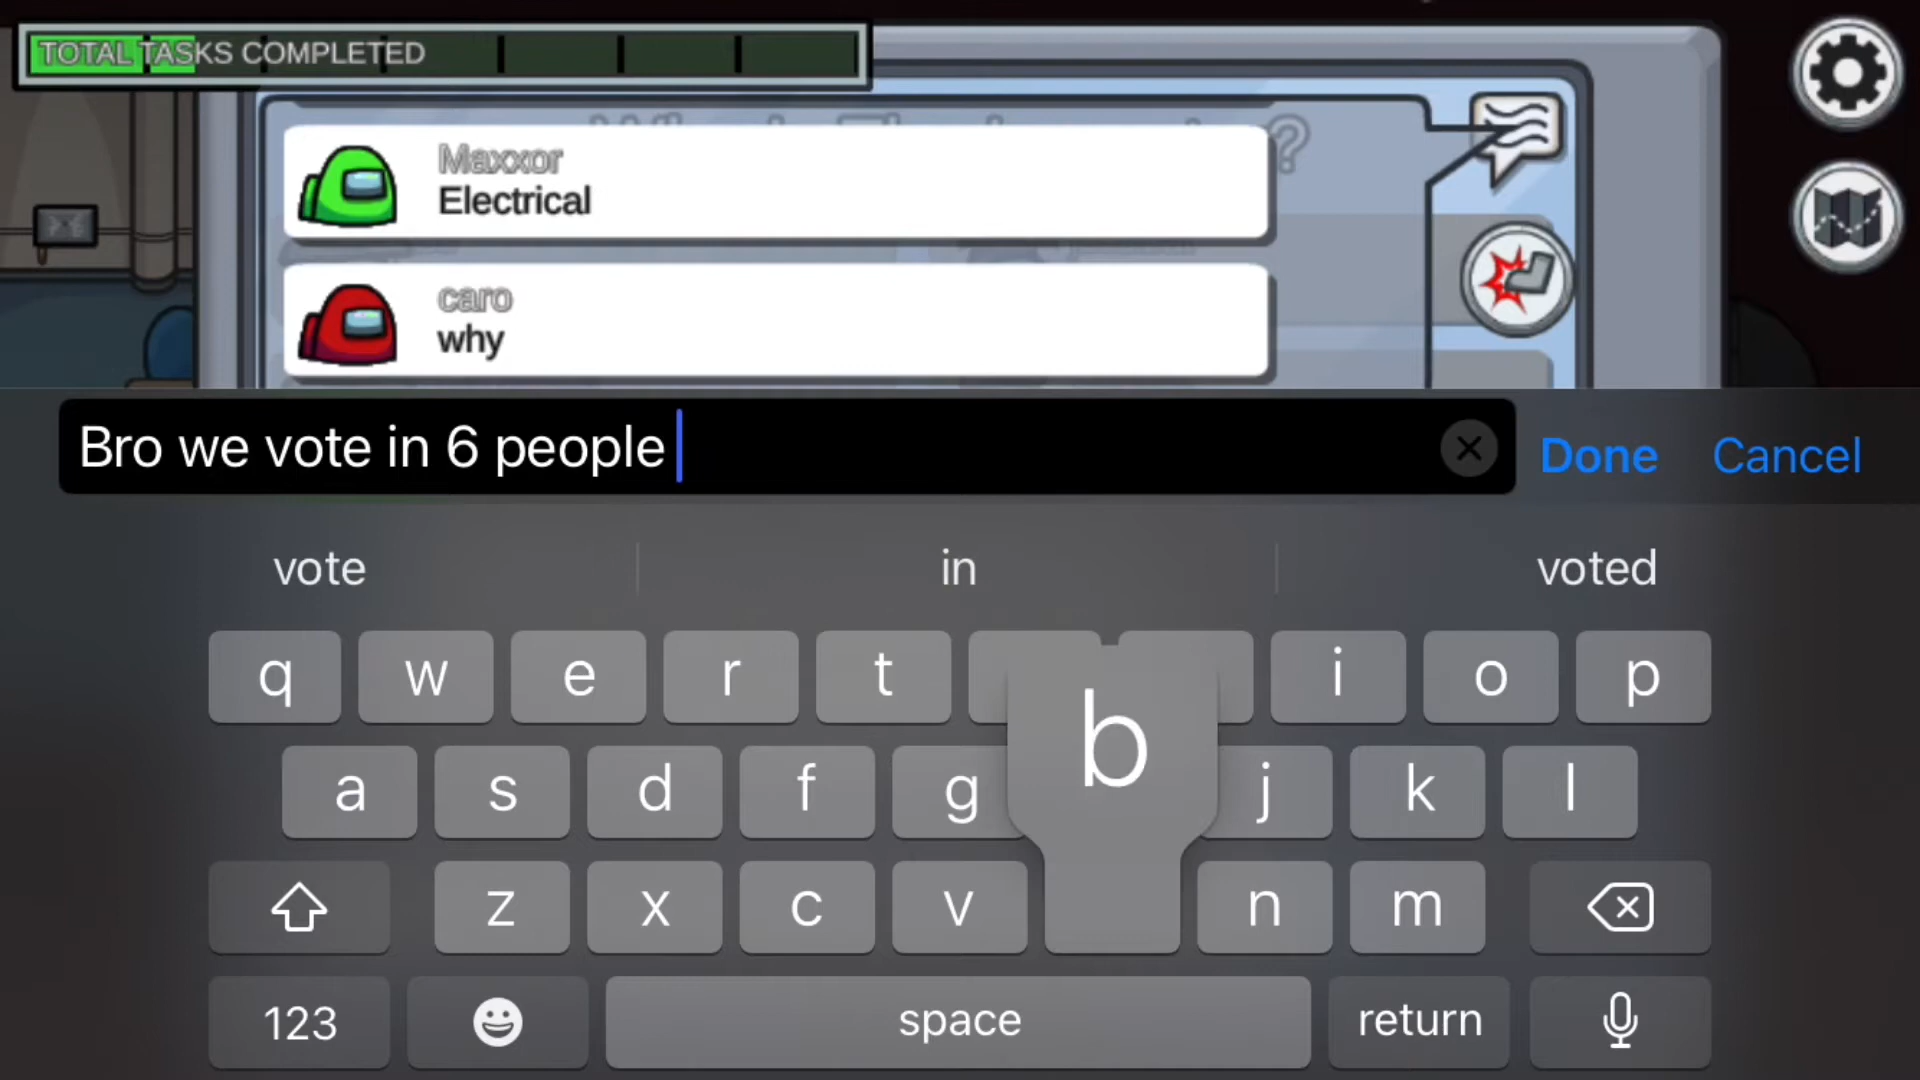 TOTAL TASKS COMPLETED
?
Maxxor
Electrical
caro
why
Bro we vote in 6 people
Done
Cancel
vote
in
voted
q w e r t i o p
a s d f g j k l
b
z x c v n m
123
space
return